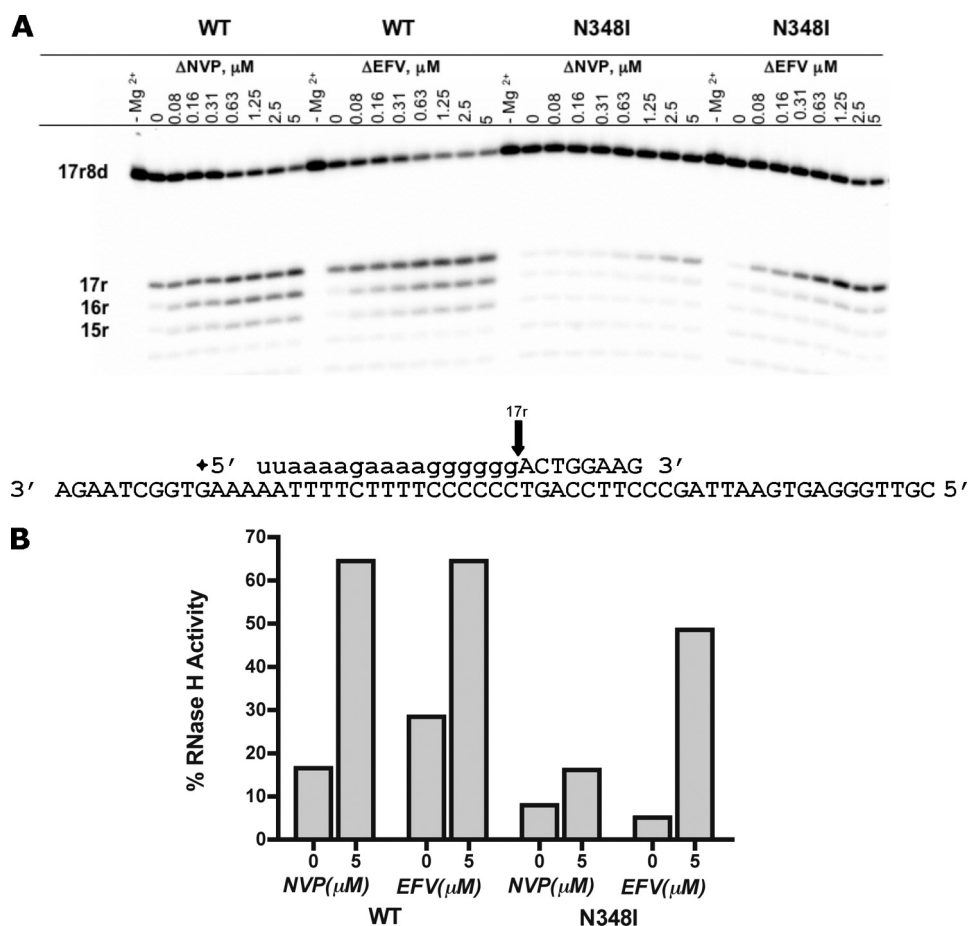 A
WT WT N348I N348I
ΔNVP, μM ΔEFV, μM ΔNVP, μM ΔEFV μM
- Mg 2+ 0 0.08 0.16 0.31 0.63 1.25 2.5 5 - Mg 2+ 0 0.08 0.16 0.31 0.63 1.25 2.5 5 - Mg 2+ 0 0.08 0.16 0.31 0.63 1.25 2.5 5 - Mg 2+ 0 0.08 0.16 0.31 0.63 1.25 2.5 5
17r8d
17r
16r
15r
17r
✦5′ uuaaaagaaaaggggggACTGGAAG 3′
3′ AGAATCGGTGAAAAATTTTCTTTTCCCCCCTGACCTTCCCGATTAAGTGAGGGTTGC 5′
B
% RNase H Activity
70
60
50
40
30
20
10
0
0 5 0 5 0 5 0 5
NVP(μM) EFV(μM) NVP(μM) EFV(μM)
WT N348I